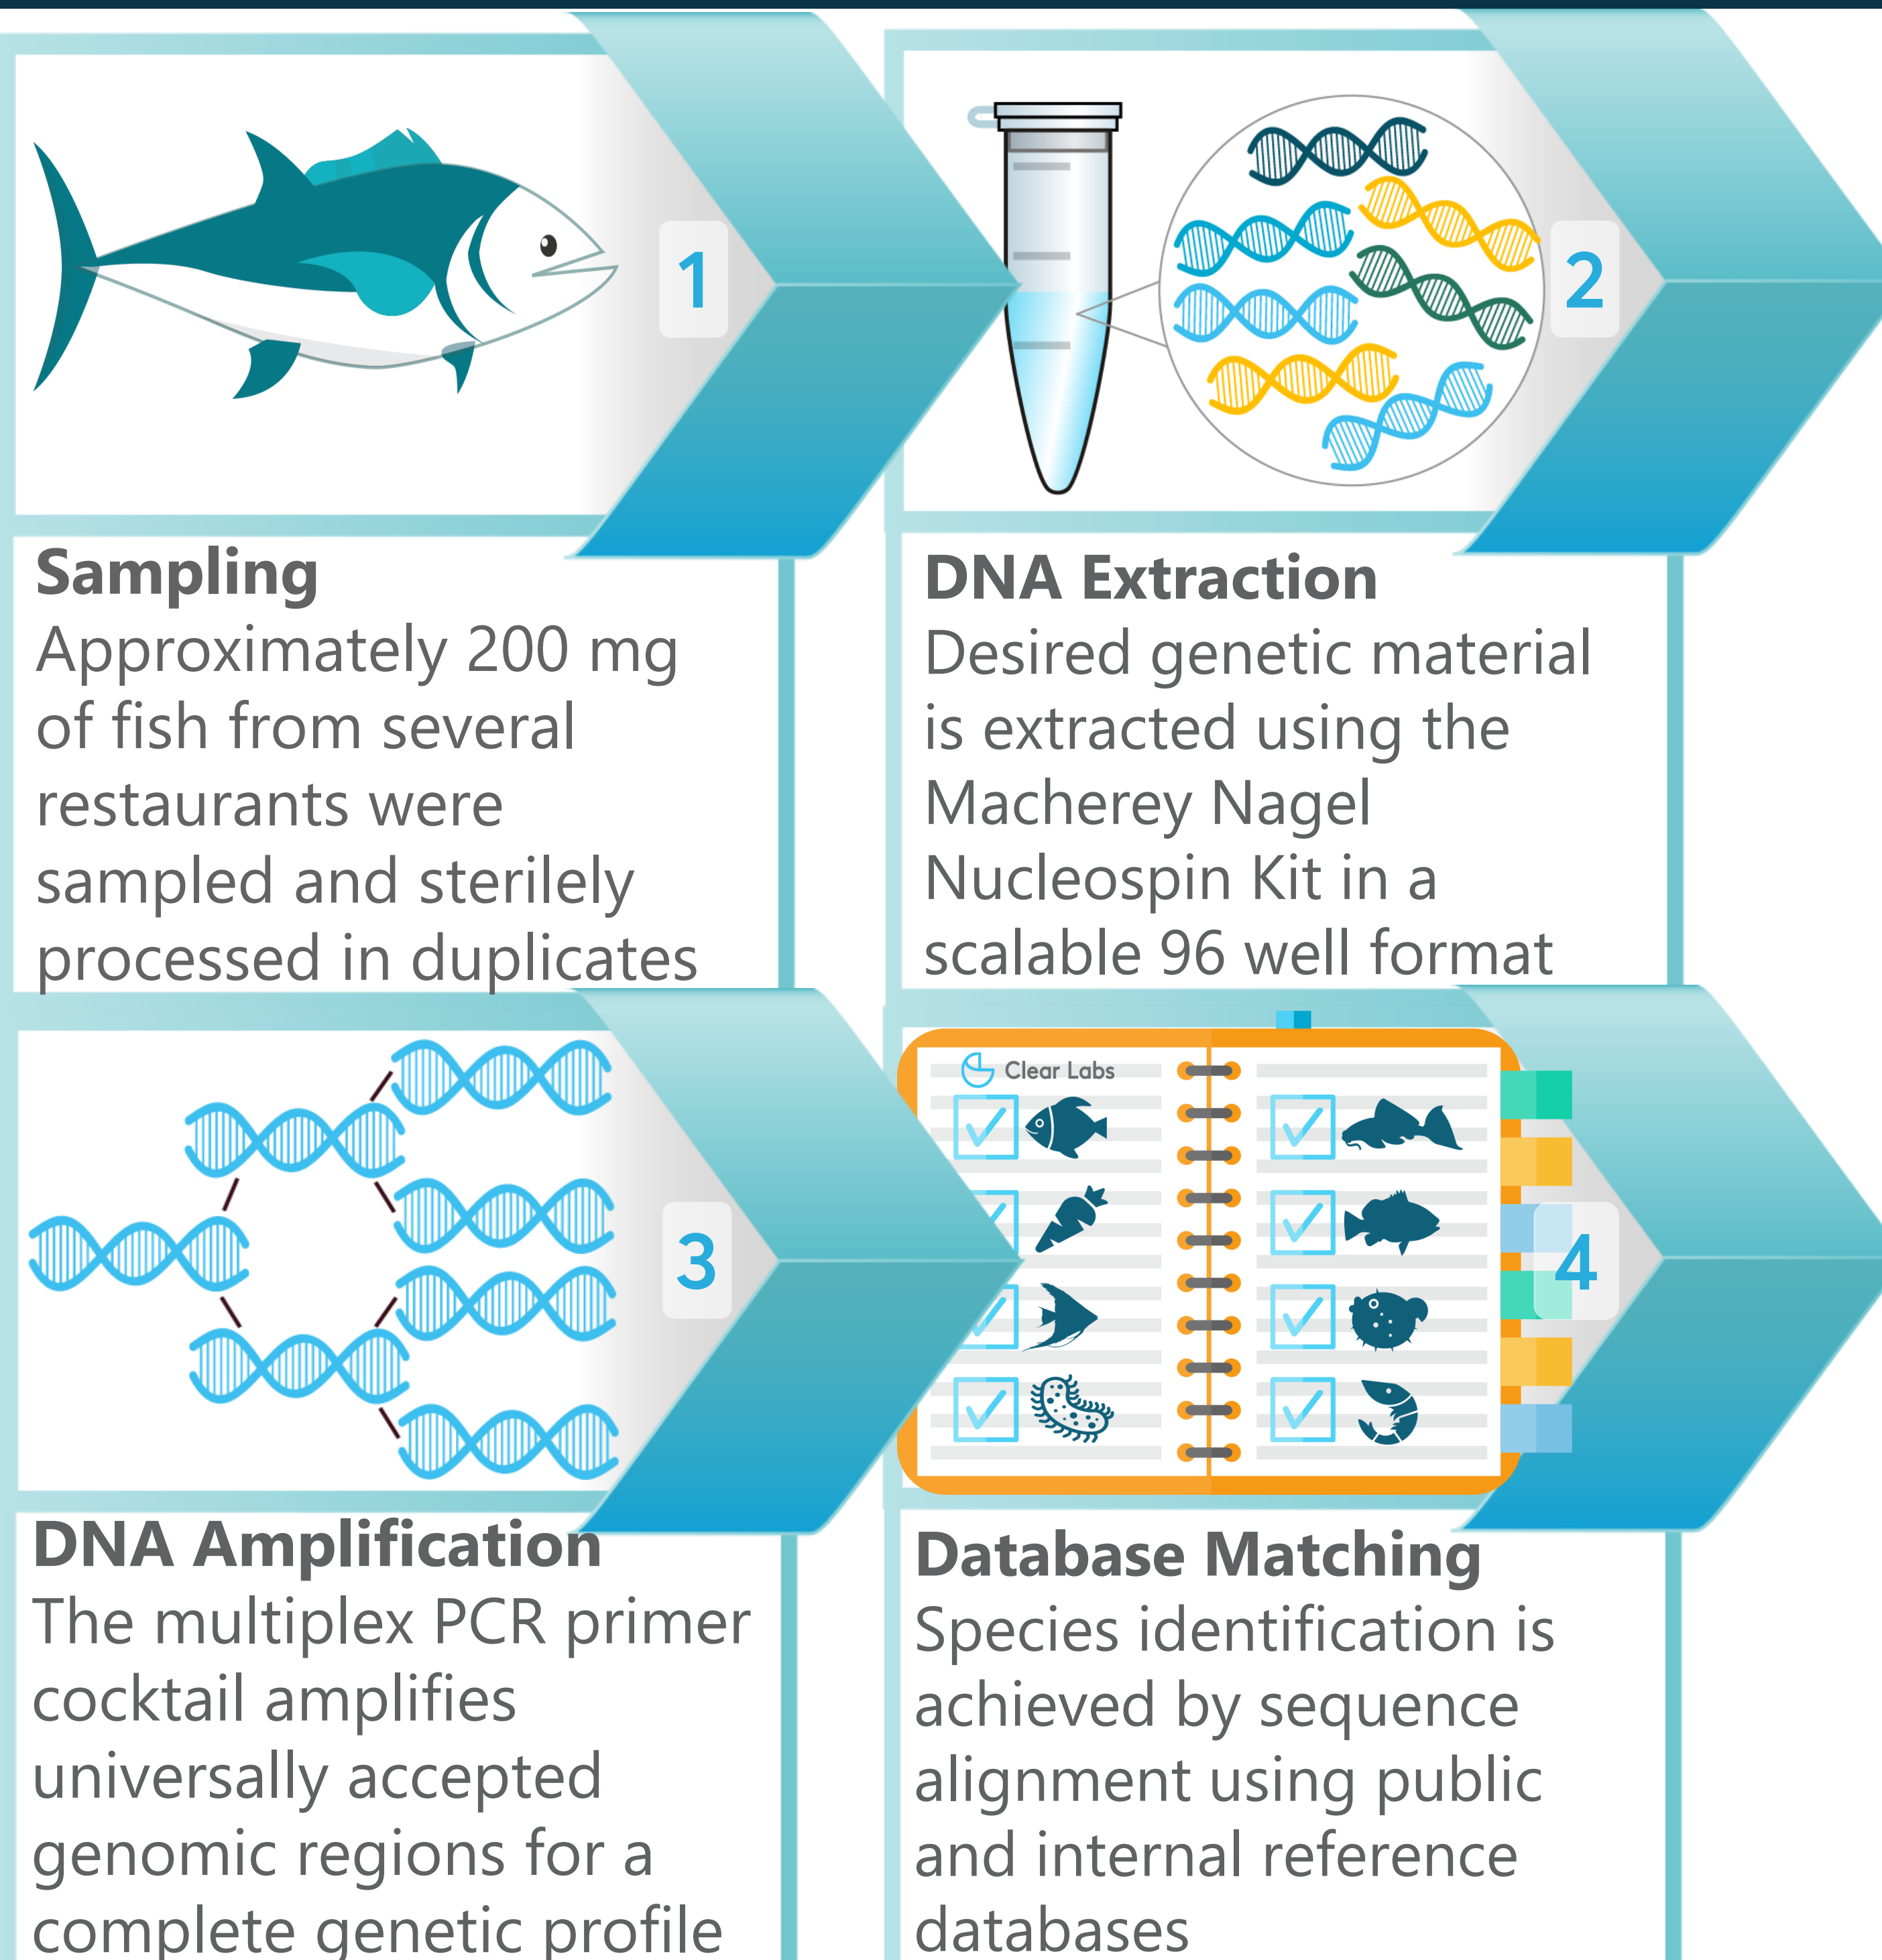 1
Sampling
Approximately 200 mg
of fish from several
restaurants were
sampled and sterilely
processed in duplicates
2
DNA Extraction
Desired genetic material
is extracted using the
Macherey Nagel
Nucleospin Kit in a
scalable 96 well format
3
DNA Amplification
The multiplex PCR primer
cocktail amplifies
universally accepted
genomic regions for a
complete genetic profile
Clear Labs
4
Database Matching
Species identification is
achieved by sequence
alignment using public
and internal reference
databases